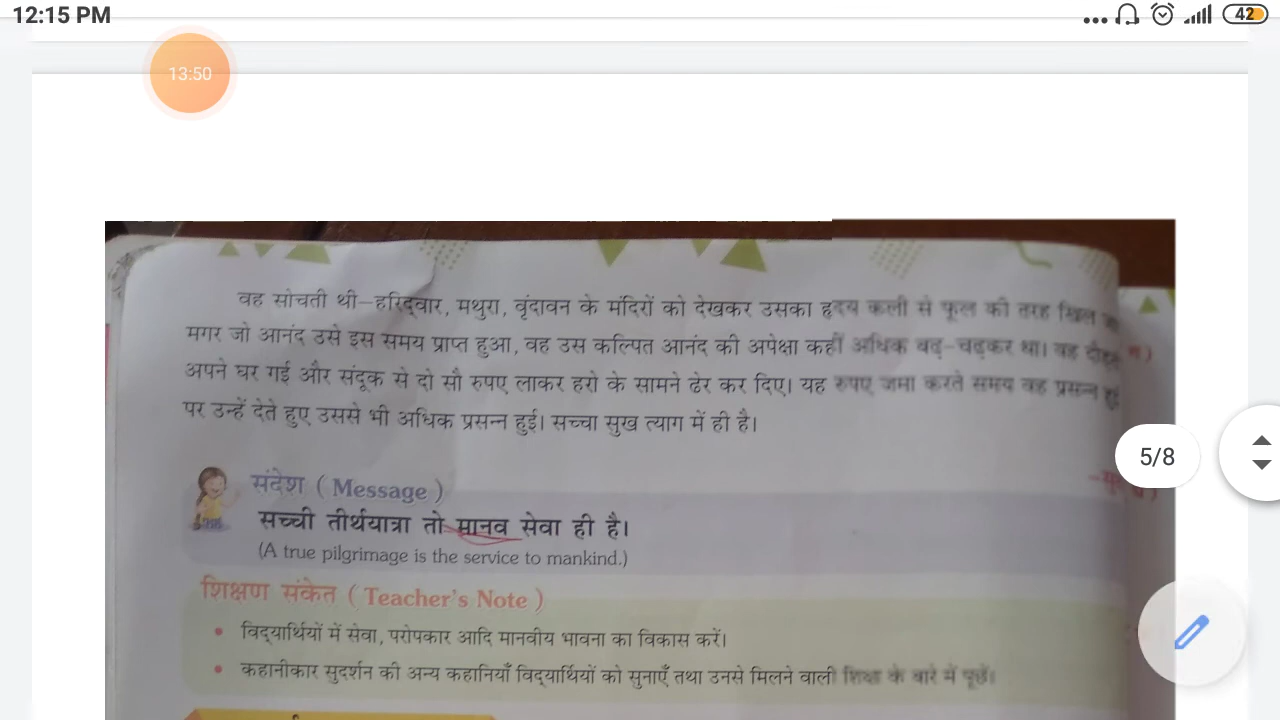 12:15 PM
42
13:50
वह सोचती थी–हरिद्वार, मथुरा, वृंदावन के मंदिरों को देखकर उसका हृदय कली से फूल की तरह खिल
मगर जो आनंद उसे इस समय प्राप्त हुआ, वह उस कल्पित आनंद की अपेक्षा कहीं अधिक बढ़-चढ़कर था। वह
अपने घर गई और संदूक से दो सौ रुपए लाकर हरो के सामने ढेर कर दिए। यह रुपए जमा करते समय वह प्रसन्न हुई
पर उन्हें देते हुए उससे भी अधिक प्रसन्न हुई। सच्चा सुख त्याग में ही है।
5/8
संदेश ( Message )
सच्ची तीर्थयात्रा तो मानव सेवा ही है।
(A true pilgrimage is the service to mankind.)
शिक्षण संकेत ( Teacher's Note )
• विद्यार्थियों में सेवा, परोपकार आदि मानवीय भावना का विकास करें।
• कहानीकार सुदर्शन की अन्य कहानियाँ विद्यार्थियों को सुनाएँ तथा उनसे मिलने वाली शिक्षा के बारे में पूछें।